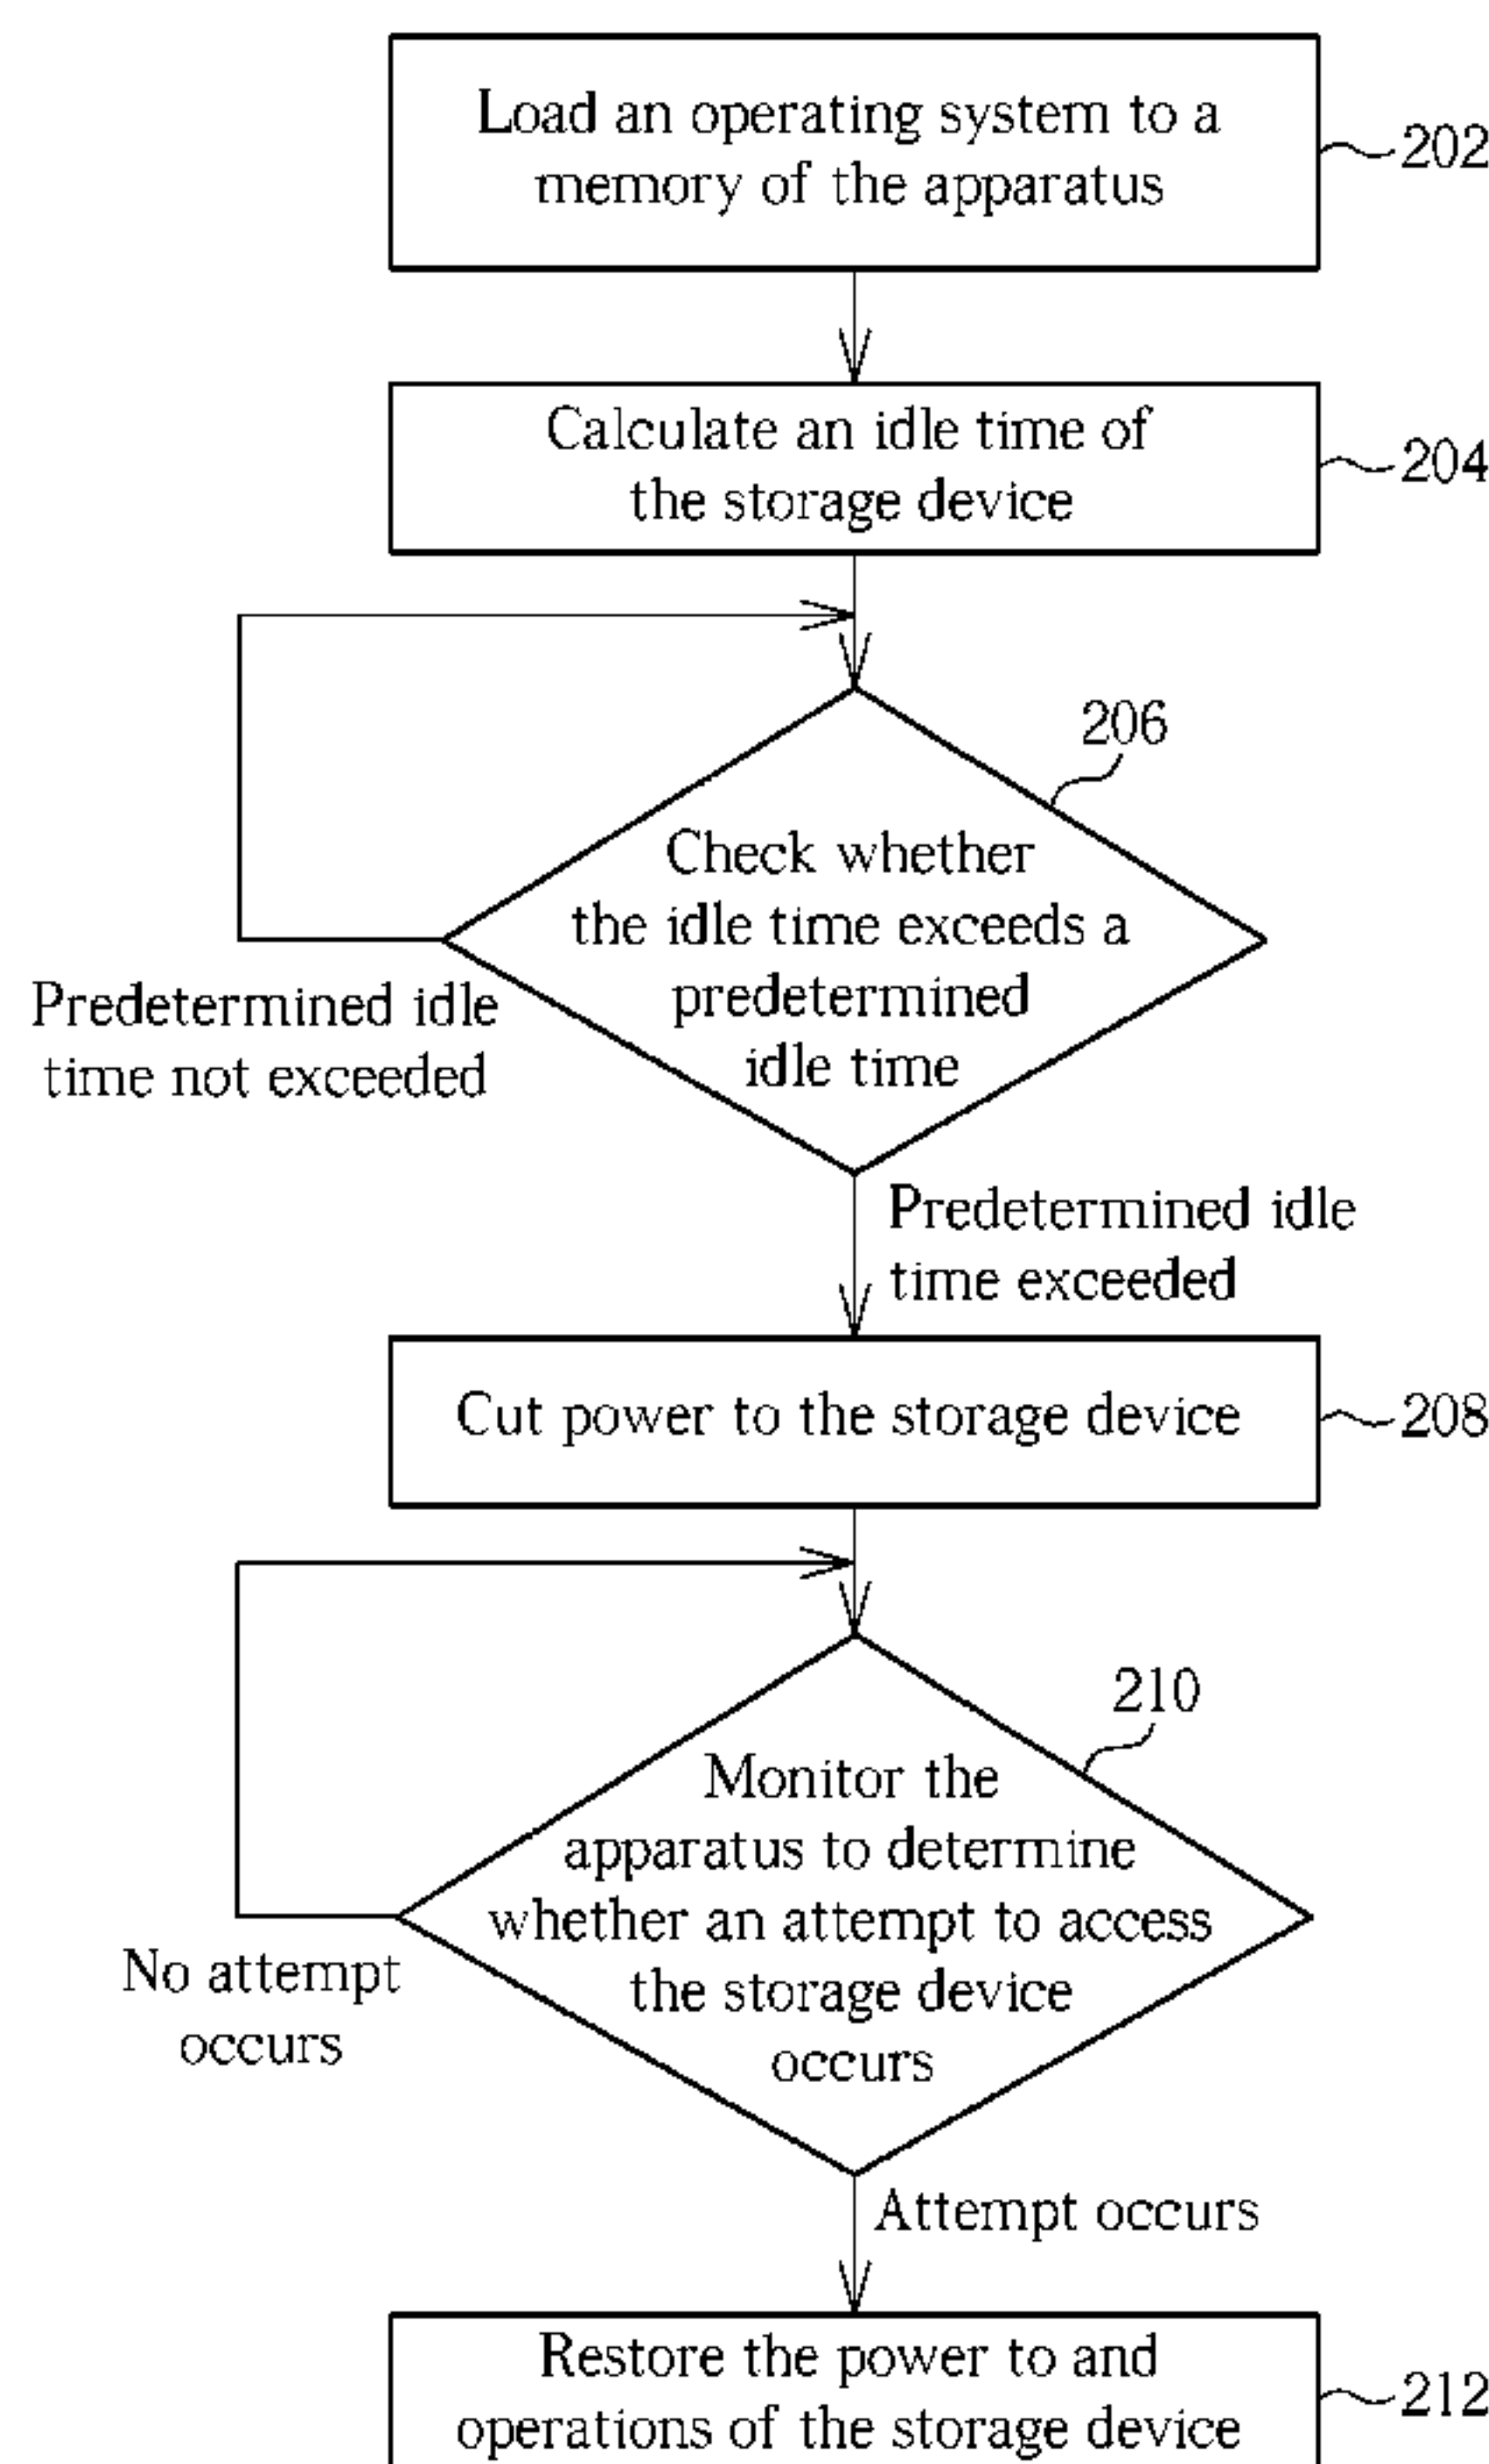 Load an operating system to a
memory of the apparatus
202
Calculate an idle time of
the storage device
204
206
Check whether
the idle time exceeds a
predetermined
idle time
Predetermined idle
time not exceeded
Predetermined idle
time exceeded
Cut power to the storage device
208
210
Monitor the
apparatus to determine
whether an attempt to access
the storage device
occurs
No attempt
occurs
Attempt occurs
Restore the power to and
operations of the storage device
212